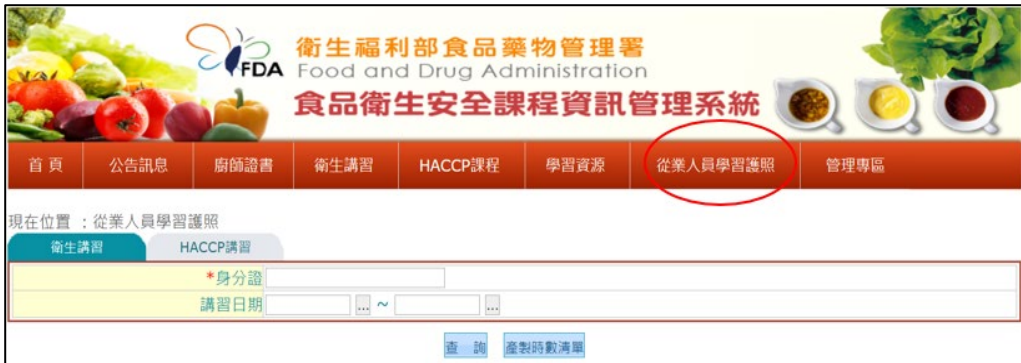 FDA
衛生福利部食品藥物管理署
Food and Drug Administration
食品衛生安全課程資訊管理系統
首頁 公告訊息 廚師證書 衛生講習 HACCP課程 學習資源 從業人員學習護照 管理專區
現在位置 ：從業人員學習護照
衛生講習 HACCP講習
*身分證
講習日期 ... ~ ...
查 詢 產製時數清單